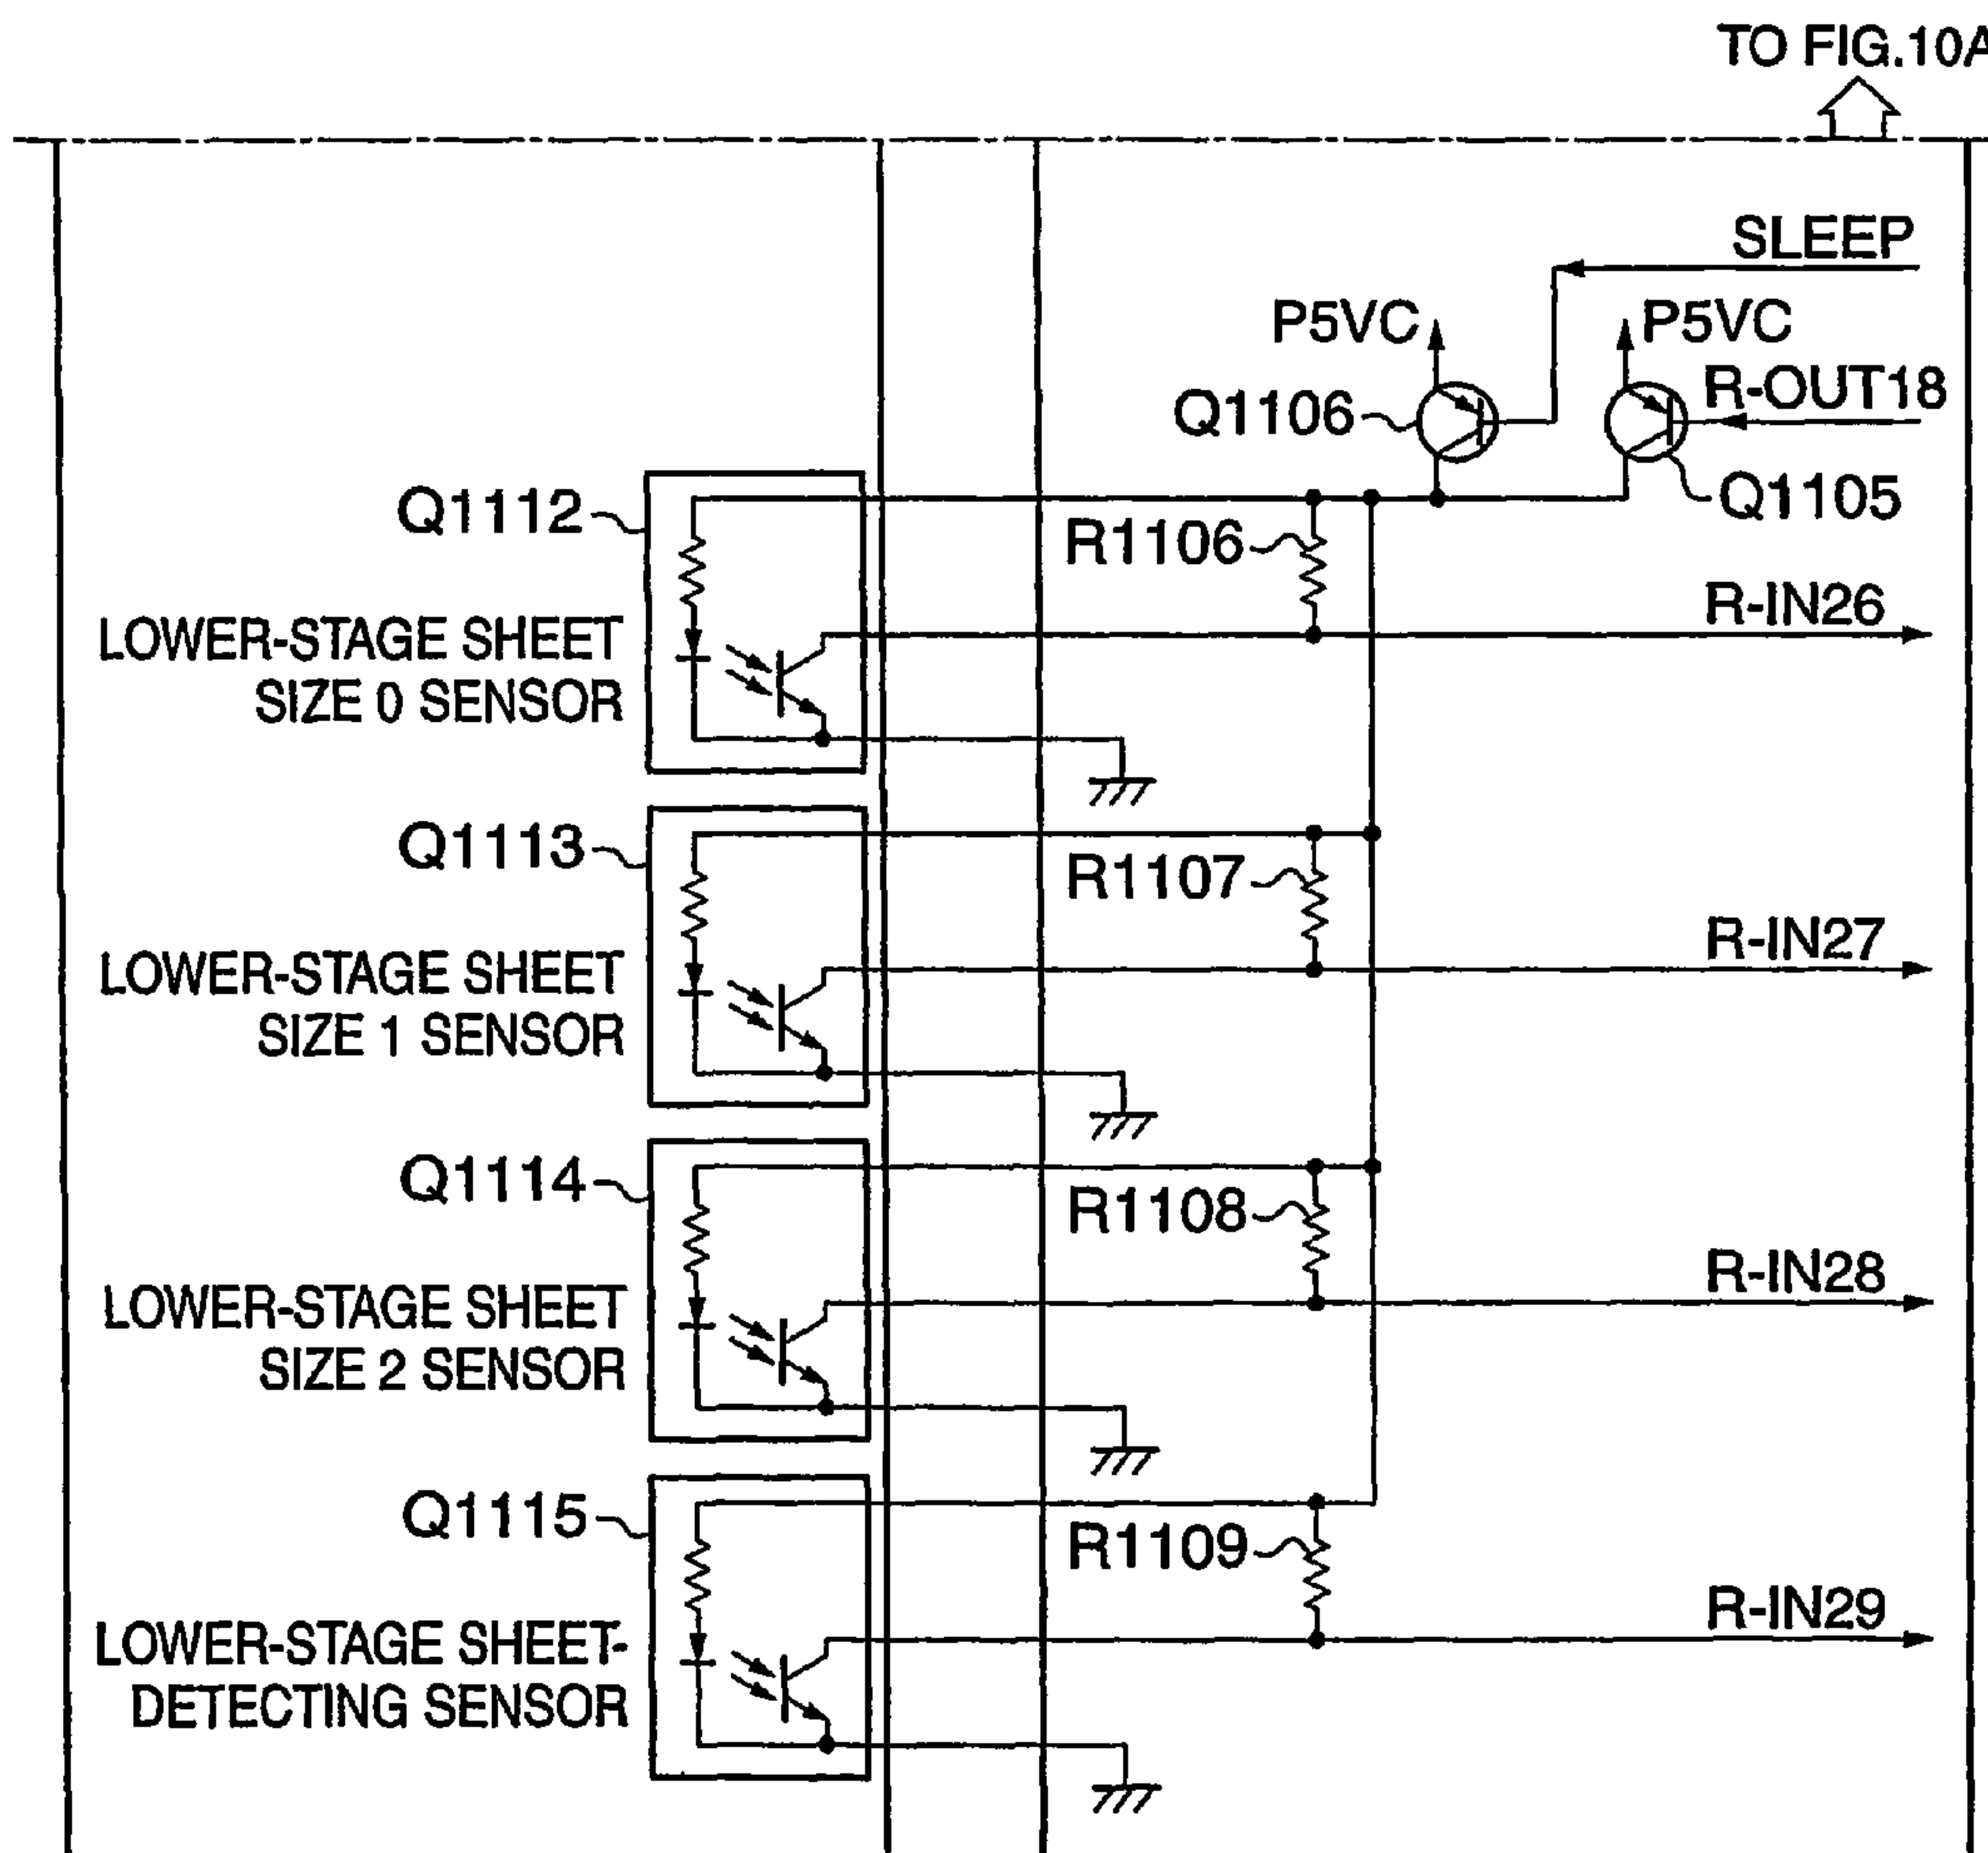 TO FIG.10A
SLEEP
P5VC
P5VC
R-OUT18
Q1106
Q1105
Q1112
R1106
R-IN26
LOWER-STAGE SHEET
SIZE 0 SENSOR
Q1113
R1107
R-IN27
LOWER-STAGE SHEET
SIZE 1 SENSOR
Q1114
R1108
R-IN28
LOWER-STAGE SHEET
SIZE 2 SENSOR
Q1115
R1109
R-IN29
LOWER-STAGE SHEET-
DETECTING SENSOR